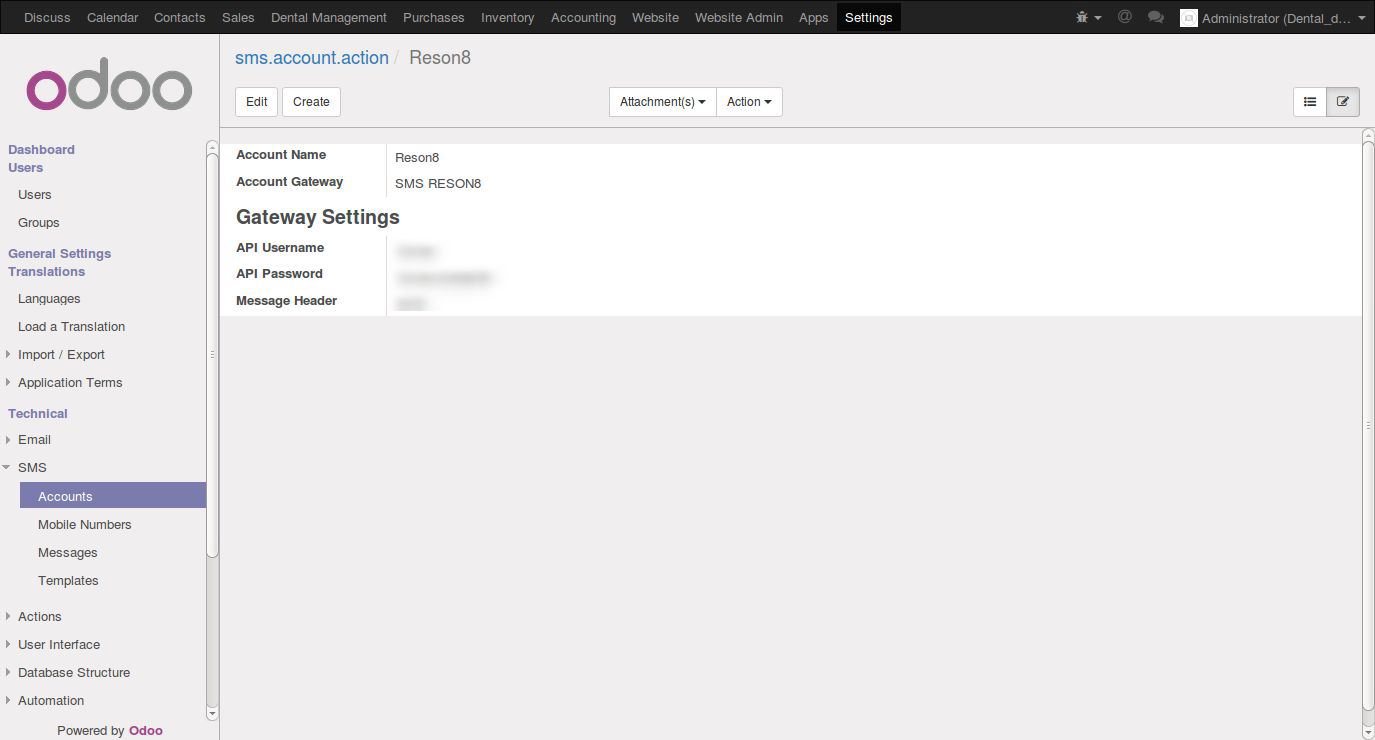 Discuss Calendar Contacts Sales Dental Management Purchases Inventory Accounting Website Website Admin Apps Settings @ Administrator (Dental_d...
odoo
sms.account.action / Reson8
Edit Create Attachment(s) Action
Dashboard
Users
Users
Groups
General Settings
Translations
Languages
Load a Translation
Import / Export
Application Terms
Technical
Email
SMS
Accounts
Mobile Numbers
Messages
Templates
Actions
User Interface
Database Structure
Automation
Powered by Odoo
Account Name Reson8
Account Gateway SMS RESON8
Gateway Settings
API Username
API Password
Message Header